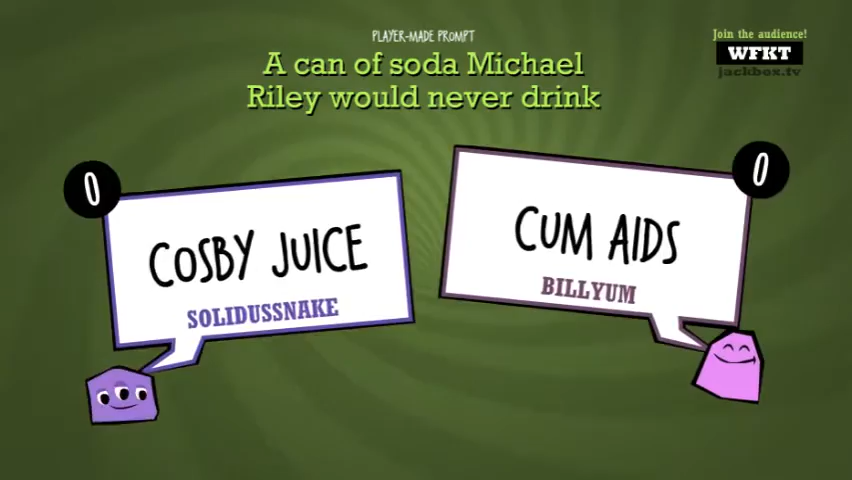 PLAYER-MADE PROMPT
A can of soda Michael
Riley would never drink
Join the audience!
WFKT
jackbox.tv
0
COSBY JUICE
SOLIDUSSNAKE
0
CUM AIDS
BILLYUM